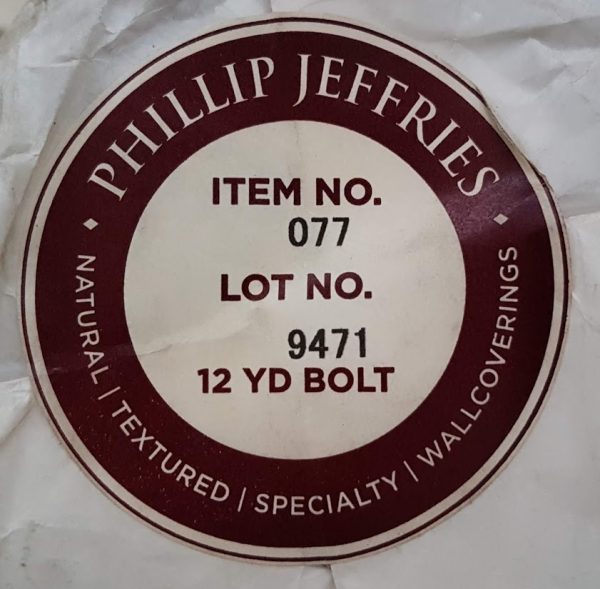 PHILLIP JEFFRIES
ITEM NO.
077
LOT NO.
9471
12 YD BOLT
NATURAL | TEXTURED | SPECIALTY | WALLCOVERINGS